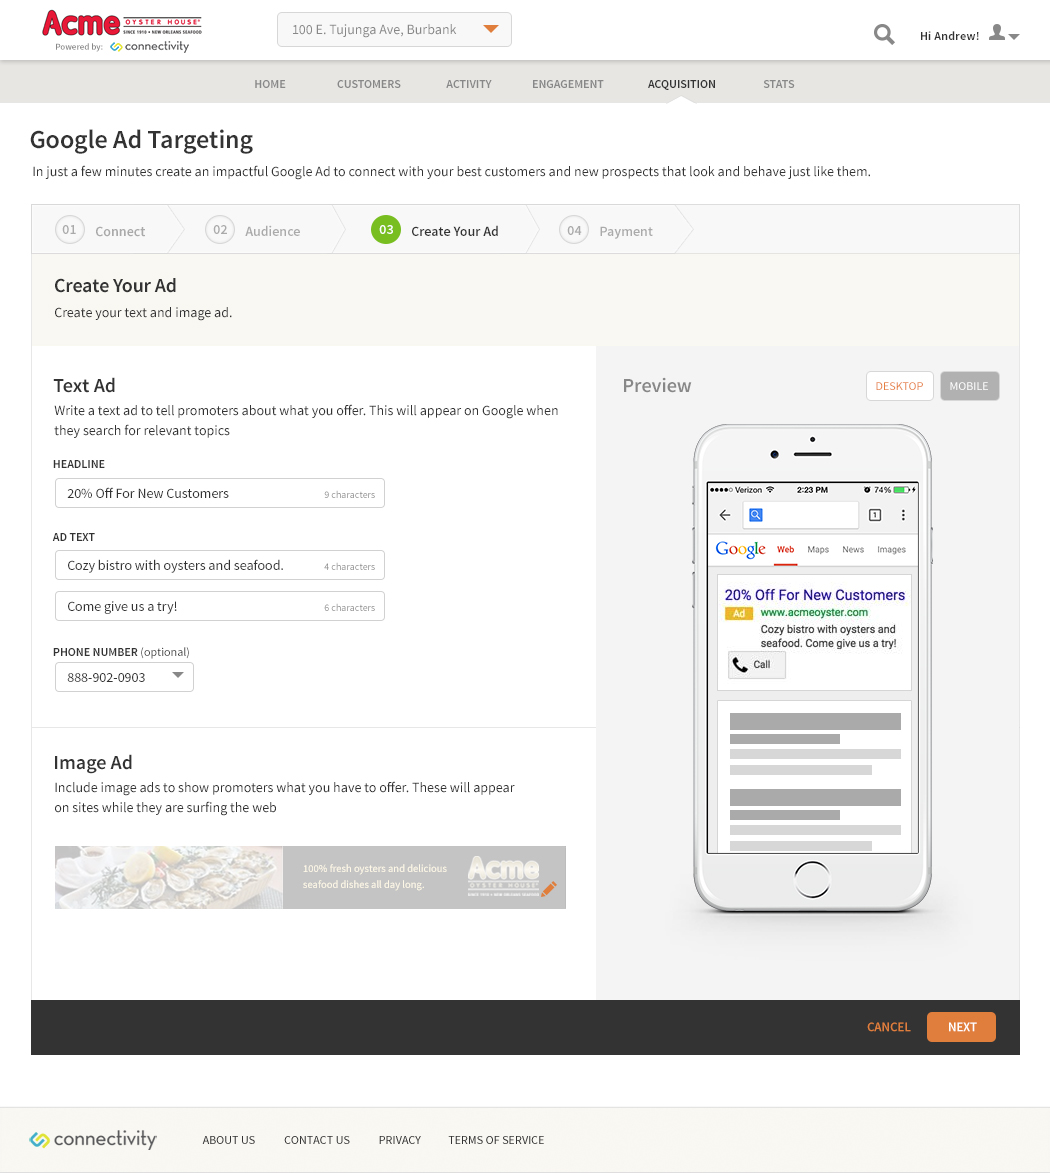 Acme OYSTER HOUSE
SINCE 1910 • NEW ORLEANS SEAFOOD
Powered by: connectivity
100 E. Tujunga Ave, Burbank
Hi Andrew!
HOME CUSTOMERS ACTIVITY ENGAGEMENT ACQUISITION STATS
Google Ad Targeting
In just a few minutes create an impactful Google Ad to connect with your best customers and new prospects that look and behave just like them.
01 Connect 02 Audience 03 Create Your Ad 04 Payment
Create Your Ad
Create your text and image ad.
Text Ad
Write a text ad to tell promoters about what you offer. This will appear on Google when
they search for relevant topics
HEADLINE
20% Off For New Customers 9 characters
AD TEXT
Cozy bistro with oysters and seafood. 4 characters
Come give us a try! 6 characters
PHONE NUMBER (optional)
888-902-0903
Image Ad
Include image ads to show promoters what you have to offer. These will appear
on sites while they are surfing the web
100% fresh oysters and delicious
seafood dishes all day long.
Acme
OYSTER HOUSE
SINCE 1910 • NEW ORLEANS SEAFOOD
Preview
DESKTOP MOBILE
Verizon 2:23 PM 74%
1
Google Web Maps News Images
20% Off For New Customers
Ad www.acmeoyster.com
Cozy bistro with oysters and
seafood. Come give us a try!
Call
CANCEL NEXT
connectivity ABOUT US CONTACT US PRIVACY TERMS OF SERVICE